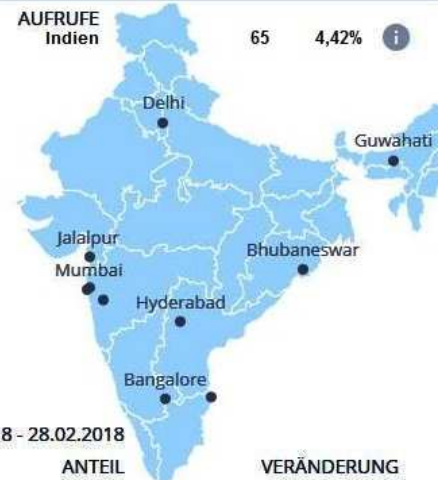 AUFRUFE
Indien 65 4,42% i
Delhi
Guwahati
Jalalpur
Bhubaneswar
Mumbai
Hyderabad
Bangalore
8 - 28.02.2018
ANTEIL VERÄNDERUNG